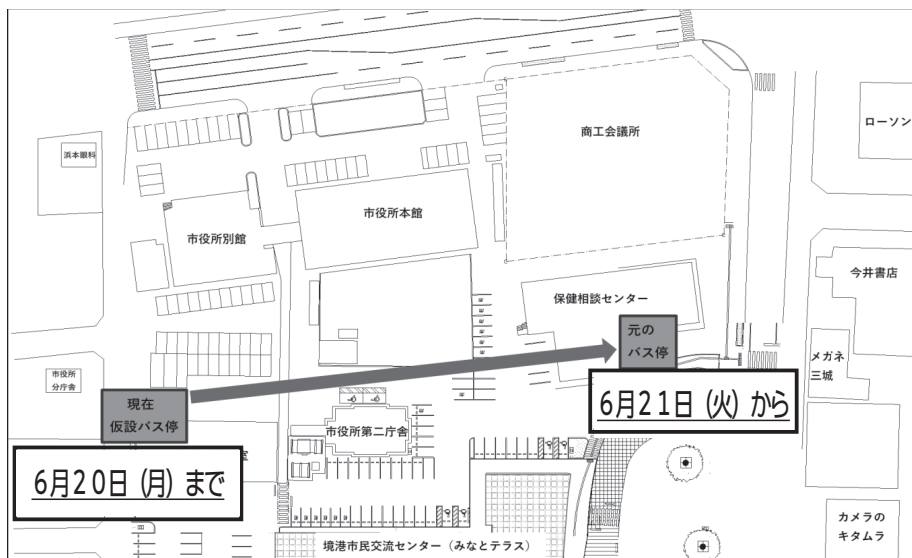 商工会議所
ローソン
浜本眼科
市役所本館
市役所別館
今井書店
保健相談センター
元の
バス停
メガネ
三城
6月21日(火)から
市役所
分庁舎
現在
仮設バス停
市役所第二庁舎
6月20日(月)まで
カメラの
キタムラ
境港市民交流センター(みなとテラス)